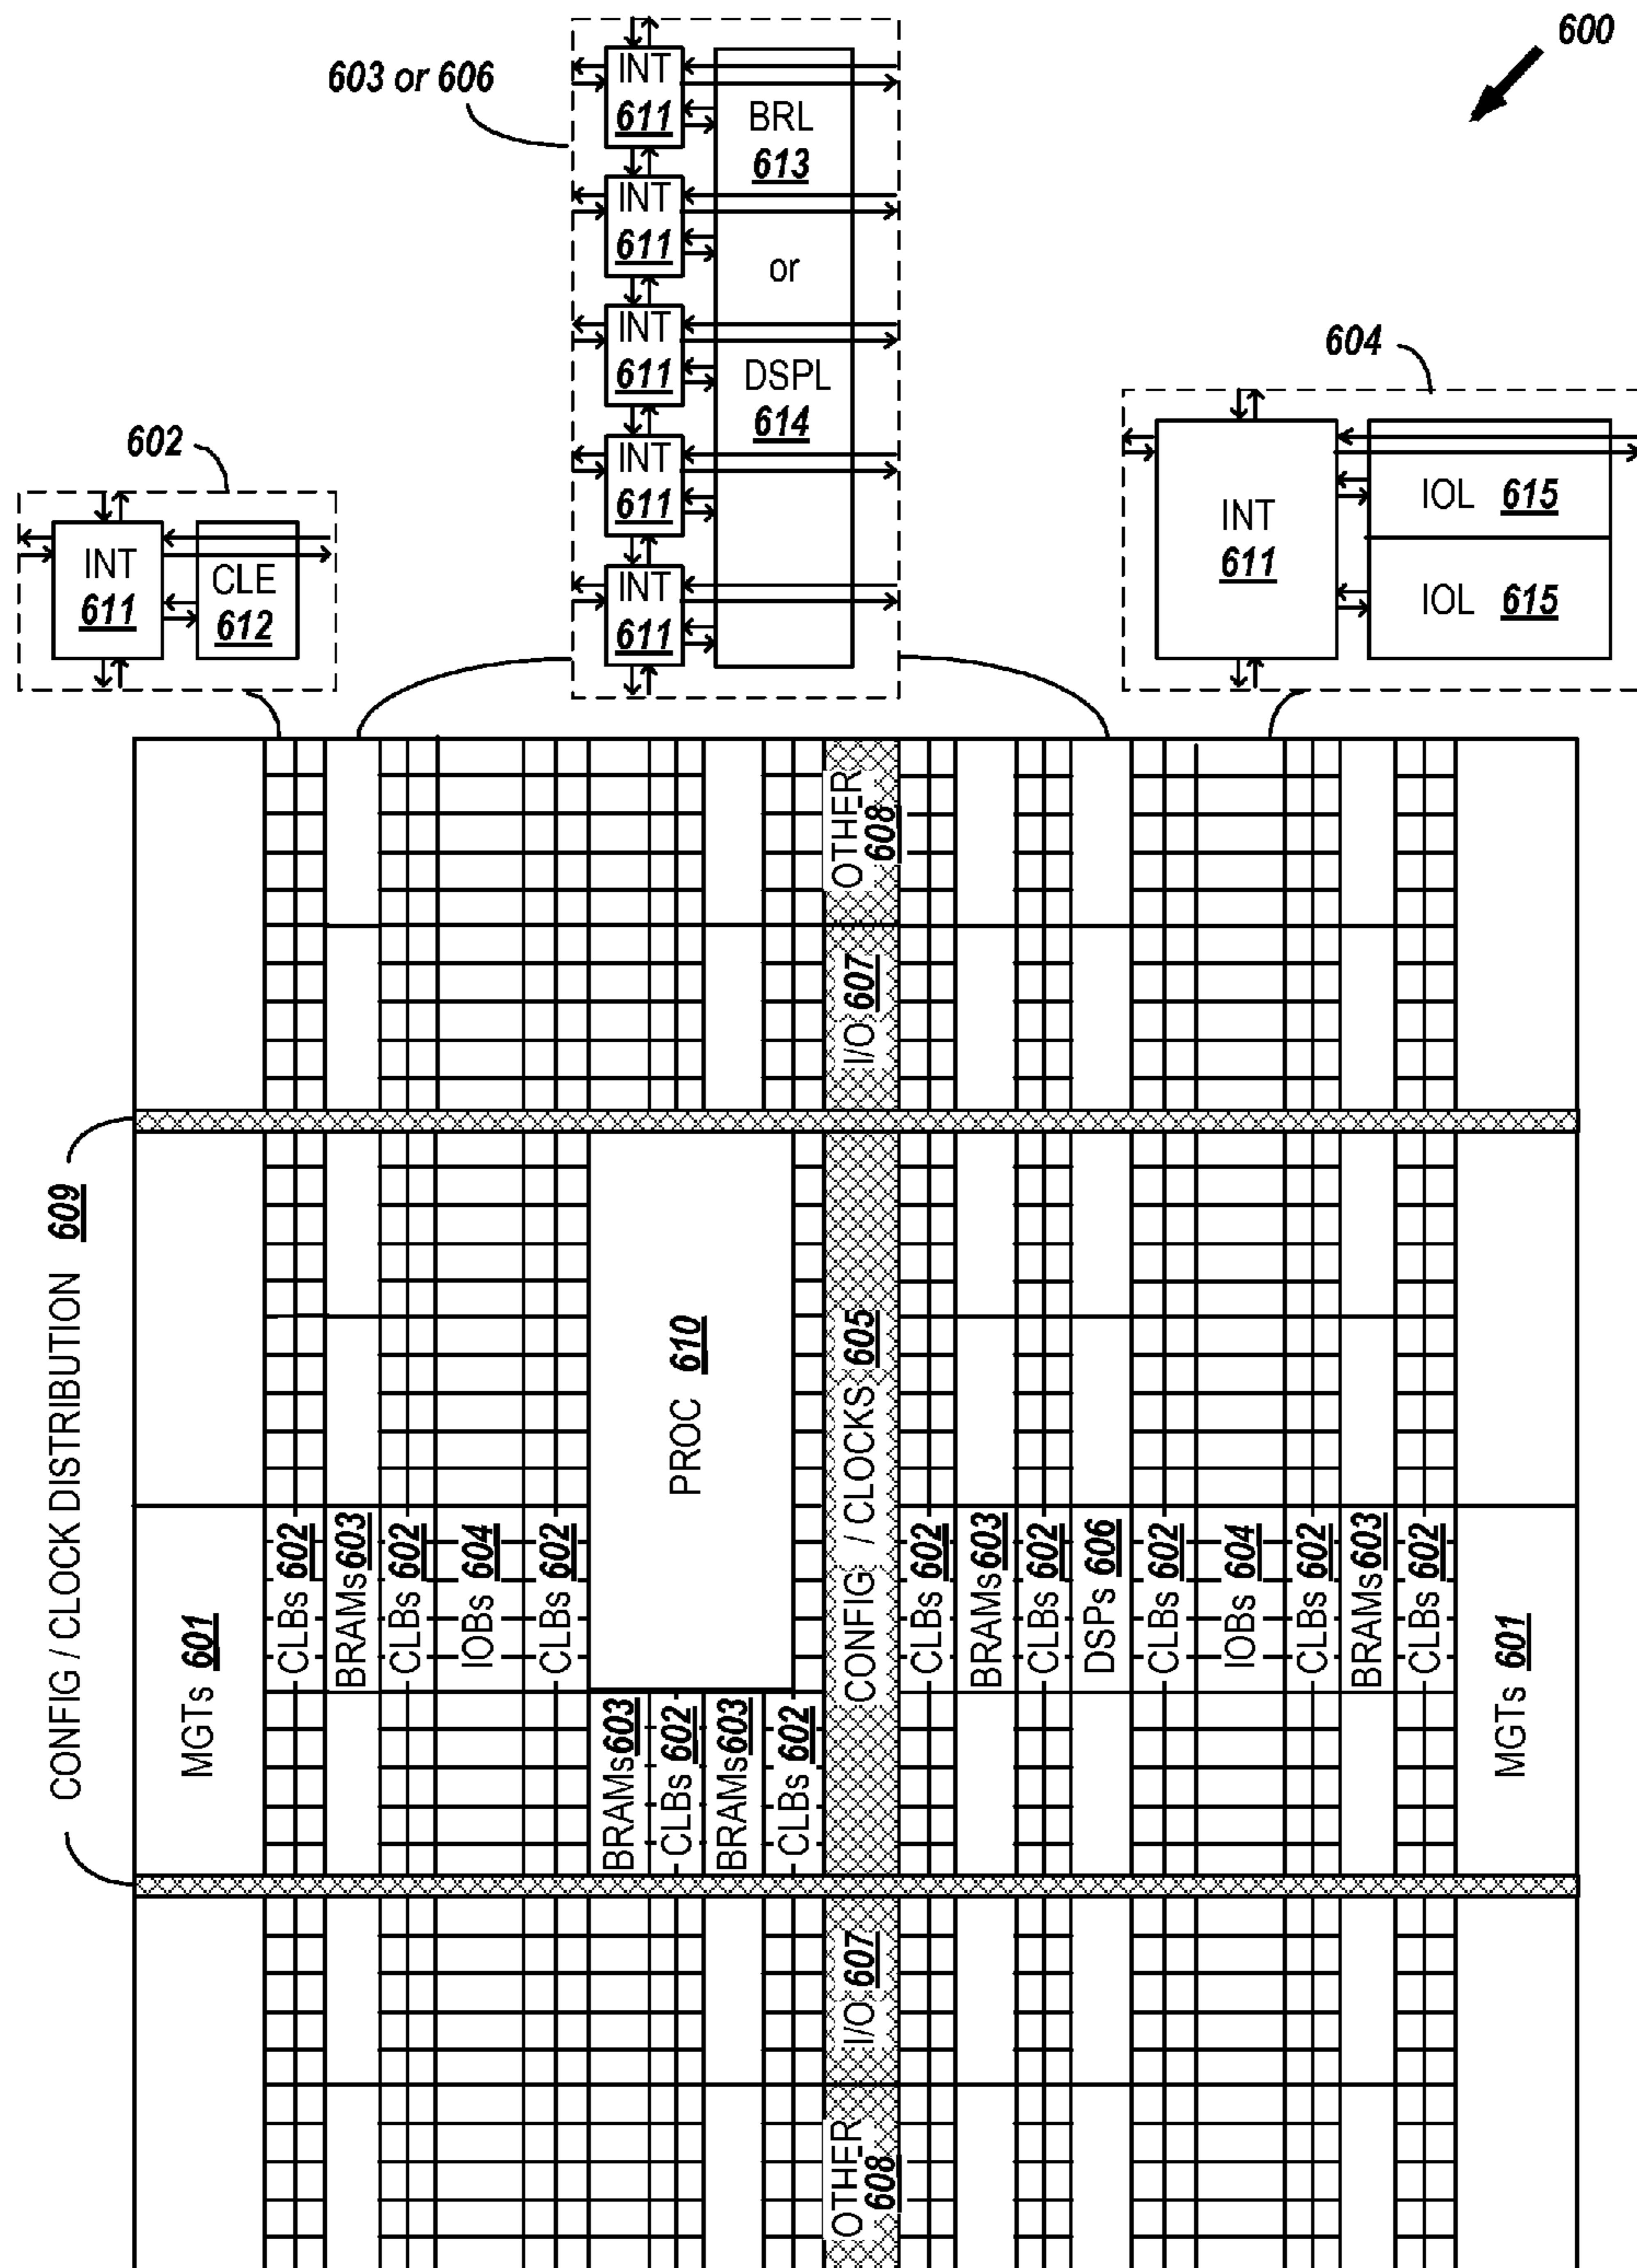 600
603 or 606
INT
611
INT
611
INT
611
INT
611
INT
611
BRL
613
or
DSPL
614
604
INT
611
IOL 615
IOL 615
602
INT
611
CLE
612
OTHER
608
I/O 607
CONFIG / CLOCK DISTRIBUTION 609
PROC 610
CONFIG / CLOCKS 605
MGTs 601
CLBs 602
BRAMs 603
CLBs 602
IOBs 604
CLBs 602
BRAMs 603
CLBs 602
BRAMs 603
CLBs 602
CLBs 602
BRAMs 603
CLBs 602
DSPs 606
CLBs 602
IOBs 604
CLBs 602
BRAMs 603
CLBs 602
MGTs 601
I/O 607
OTHER
608